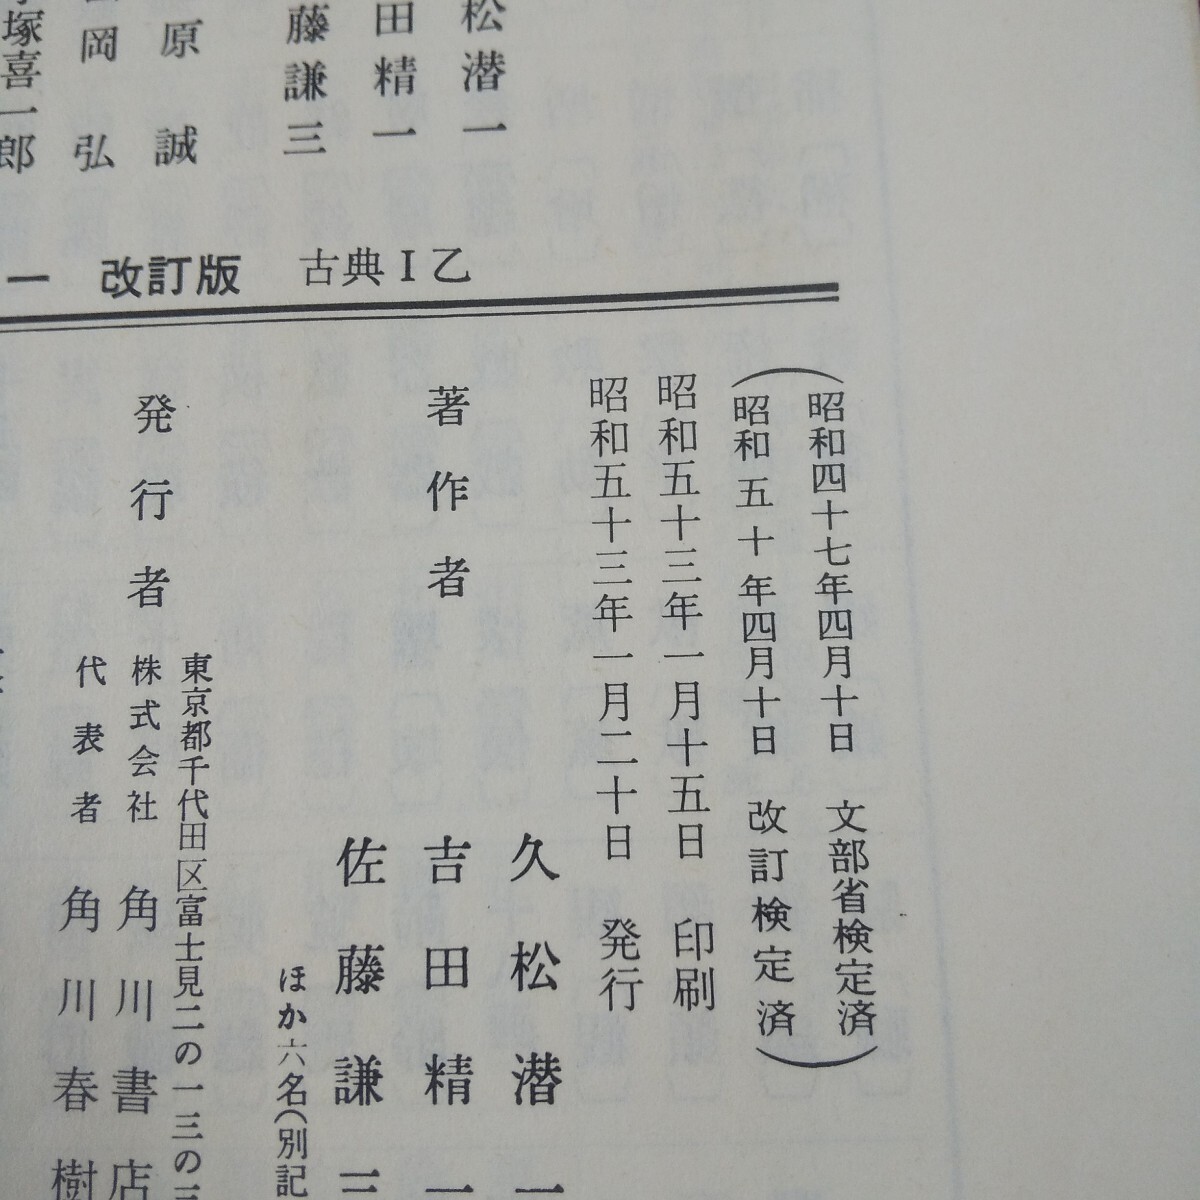 松潜一
田精一
藤謙三
原誠
岡弘
塚喜一郎
一 改訂版 古典Ⅰ乙
(昭和四十七年四月十日 文部省検定済
昭和五十年四月十日 改訂検定済)
昭和五十三年一月十五日 印刷
昭和五十三年一月二十日 発行
著作者
久松潜一
吉田精一
佐藤謙三
ほか六名(別記
発行者
東京都千代田区富士見二の一三の三
株式会社 角川書店
代表者 角川春樹